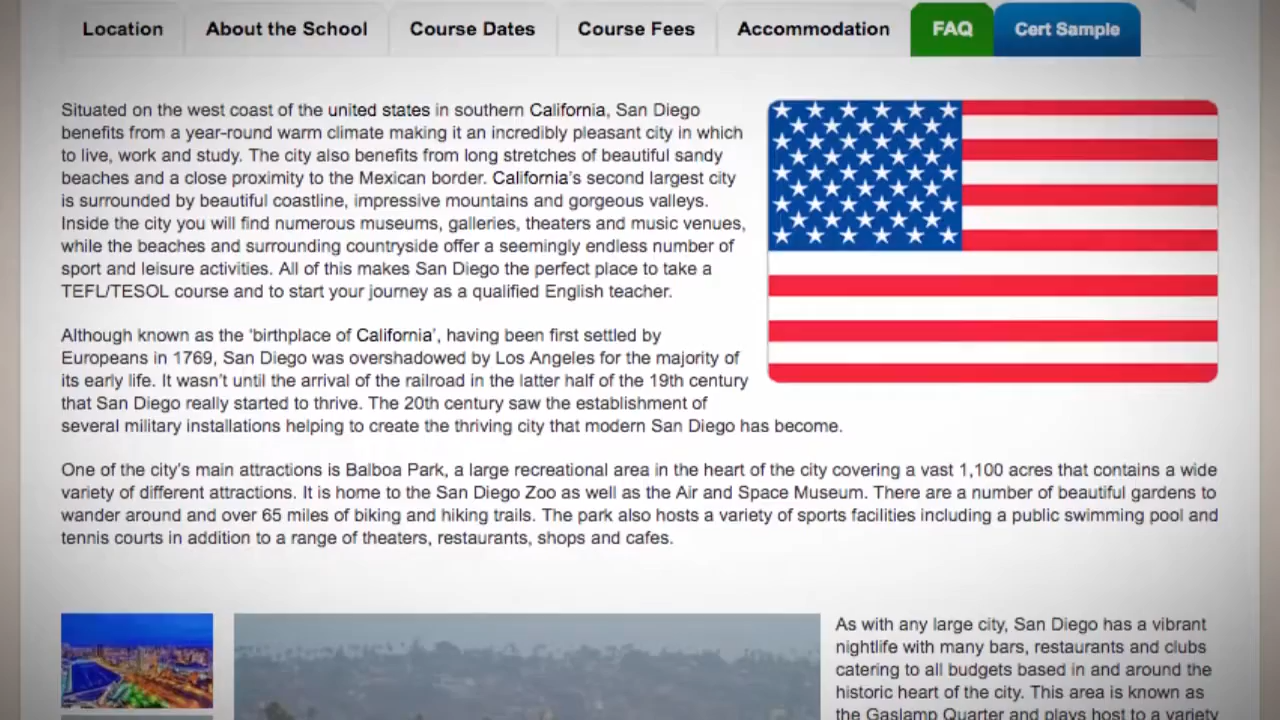 Location About the School Course Dates Course Fees Accommodation FAQ Cert Sample
Situated on the west coast of the united states in southern California, San Diego
benefits from a year-round warm climate making it an incredibly pleasant city in which
to live, work and study. The city also benefits from long stretches of beautiful sandy
beaches and a close proximity to the Mexican border. California's second largest city
is surrounded by beautiful coastline, impressive mountains and gorgeous valleys.
Inside the city you will find numerous museums, galleries, theaters and music venues,
while the beaches and surrounding countryside offer a seemingly endless number of
sport and leisure activities. All of this makes San Diego the perfect place to take a
TEFL/TESOL course and to start your journey as a qualified English teacher.
Although known as the 'birthplace of California', having been first settled by
Europeans in 1769, San Diego was overshadowed by Los Angeles for the majority of
its early life. It wasn't until the arrival of the railroad in the latter half of the 19th century
that San Diego really started to thrive. The 20th century saw the establishment of
several military installations helping to create the thriving city that modern San Diego has become.
One of the city's main attractions is Balboa Park, a large recreational area in the heart of the city covering a vast 1,100 acres that contains a wide
variety of different attractions. It is home to the San Diego Zoo as well as the Air and Space Museum. There are a number of beautiful gardens to
wander around and over 65 miles of biking and hiking trails. The park also hosts a variety of sports facilities including a public swimming pool and
tennis courts in addition to a range of theaters, restaurants, shops and cafes.
As with any large city, San Diego has a vibrant
nightlife with many bars, restaurants and clubs
catering to all budgets based in and around the
historic heart of the city. This area is known as
the Gaslamp Quarter and plays host to a variety